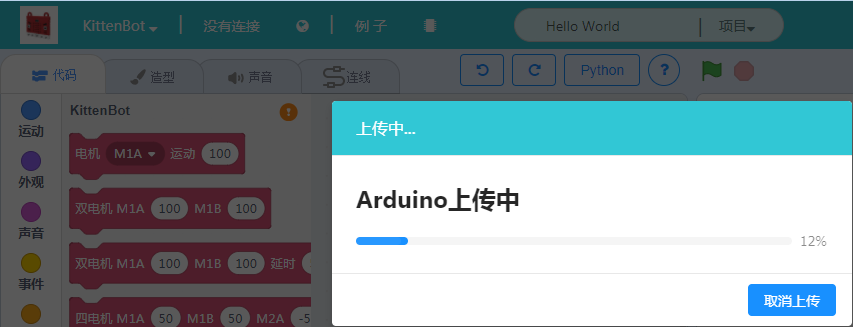 KittenBot 没有连接 例 子 Hello World 项目
代码 造型 声音 连线 Python ?
运动
外观
声音
事件
KittenBot
电机 M1A 运动 100
双电机 M1A 100 M1B 100
双电机 M1A 100 M1B 100 延时
四电机 M1A 50 M1B 50 M2A -5
上传中...
Arduino上传中
12%
取消上传